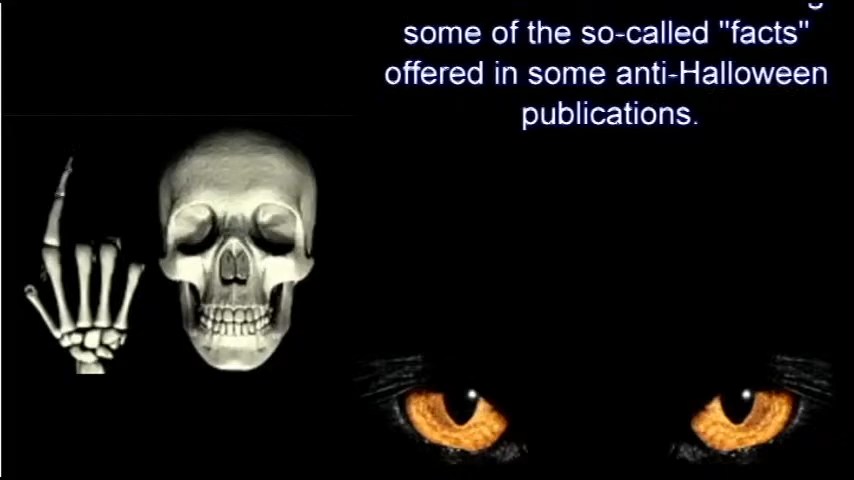 some of the so-called "facts"
offered in some anti-Halloween
publications.